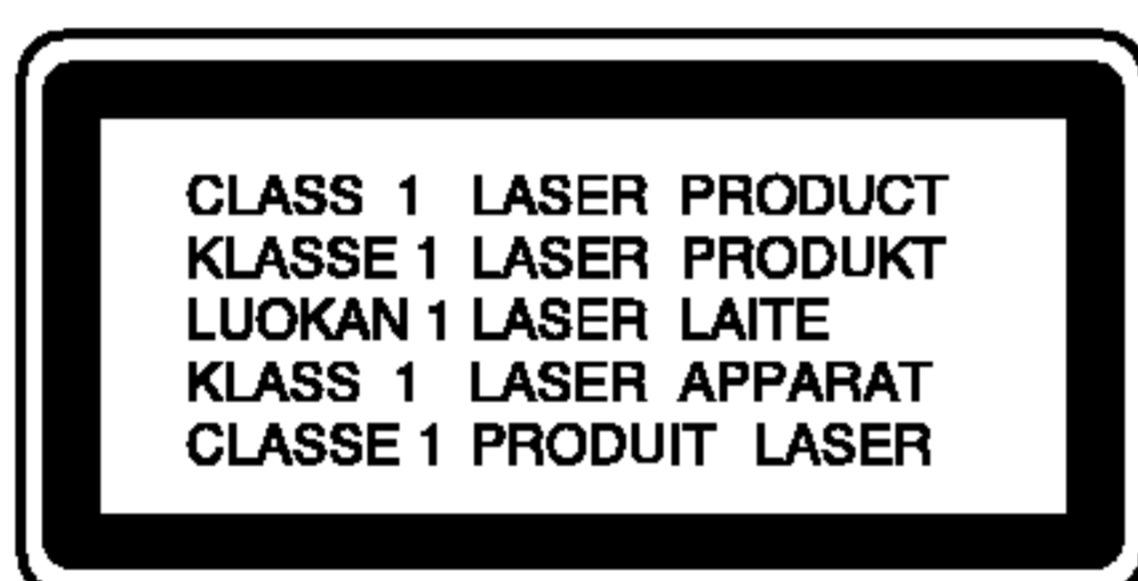 CLASS 1 LASER PRODUCT
KLASSE 1 LASER PRODUKT
LUOKAN 1 LASER LAITE
KLASS 1 LASER APPARAT
CLASSE 1 PRODUIT LASER